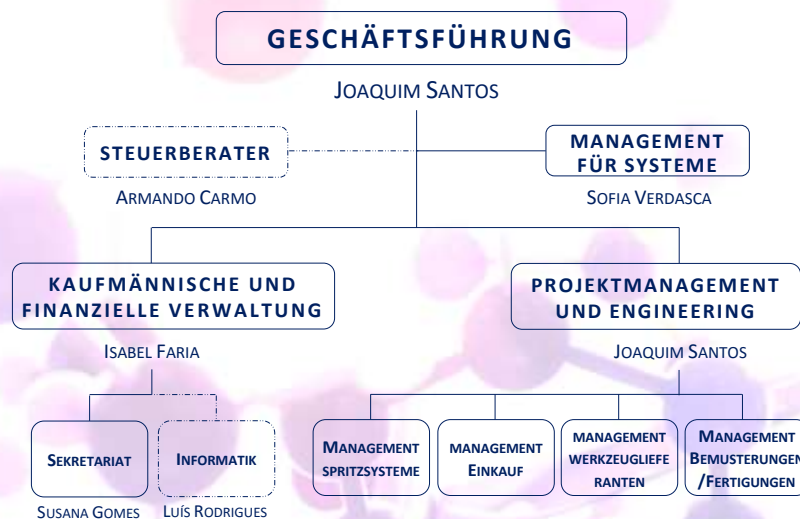 GESCHÄFTSFÜHRUNG
JOAQUIM SANTOS
STEUERBERATER
ARMANDO CARMO
MANAGEMENT
FÜR SYSTEME
SOFIA VERDASCA
KAUFMÄNNISCHE UND
FINANZIELLE VERWALTUNG
ISABEL FARIA
PROJEKTMANAGEMENT
UND ENGINEERING
JOAQUIM SANTOS
SEKRETARIAT
SUSANA GOMES
INFORMATIK
LUÍS RODRIGUES
MANAGEMENT
SPRITZSYSTEME
MANAGEMENT
EINKAUF
MANAGEMENT
WERKZEUGLIEFE
RANTEN
MANAGEMENT
BEMUSTERUNGEN
/FERTIGUNGEN